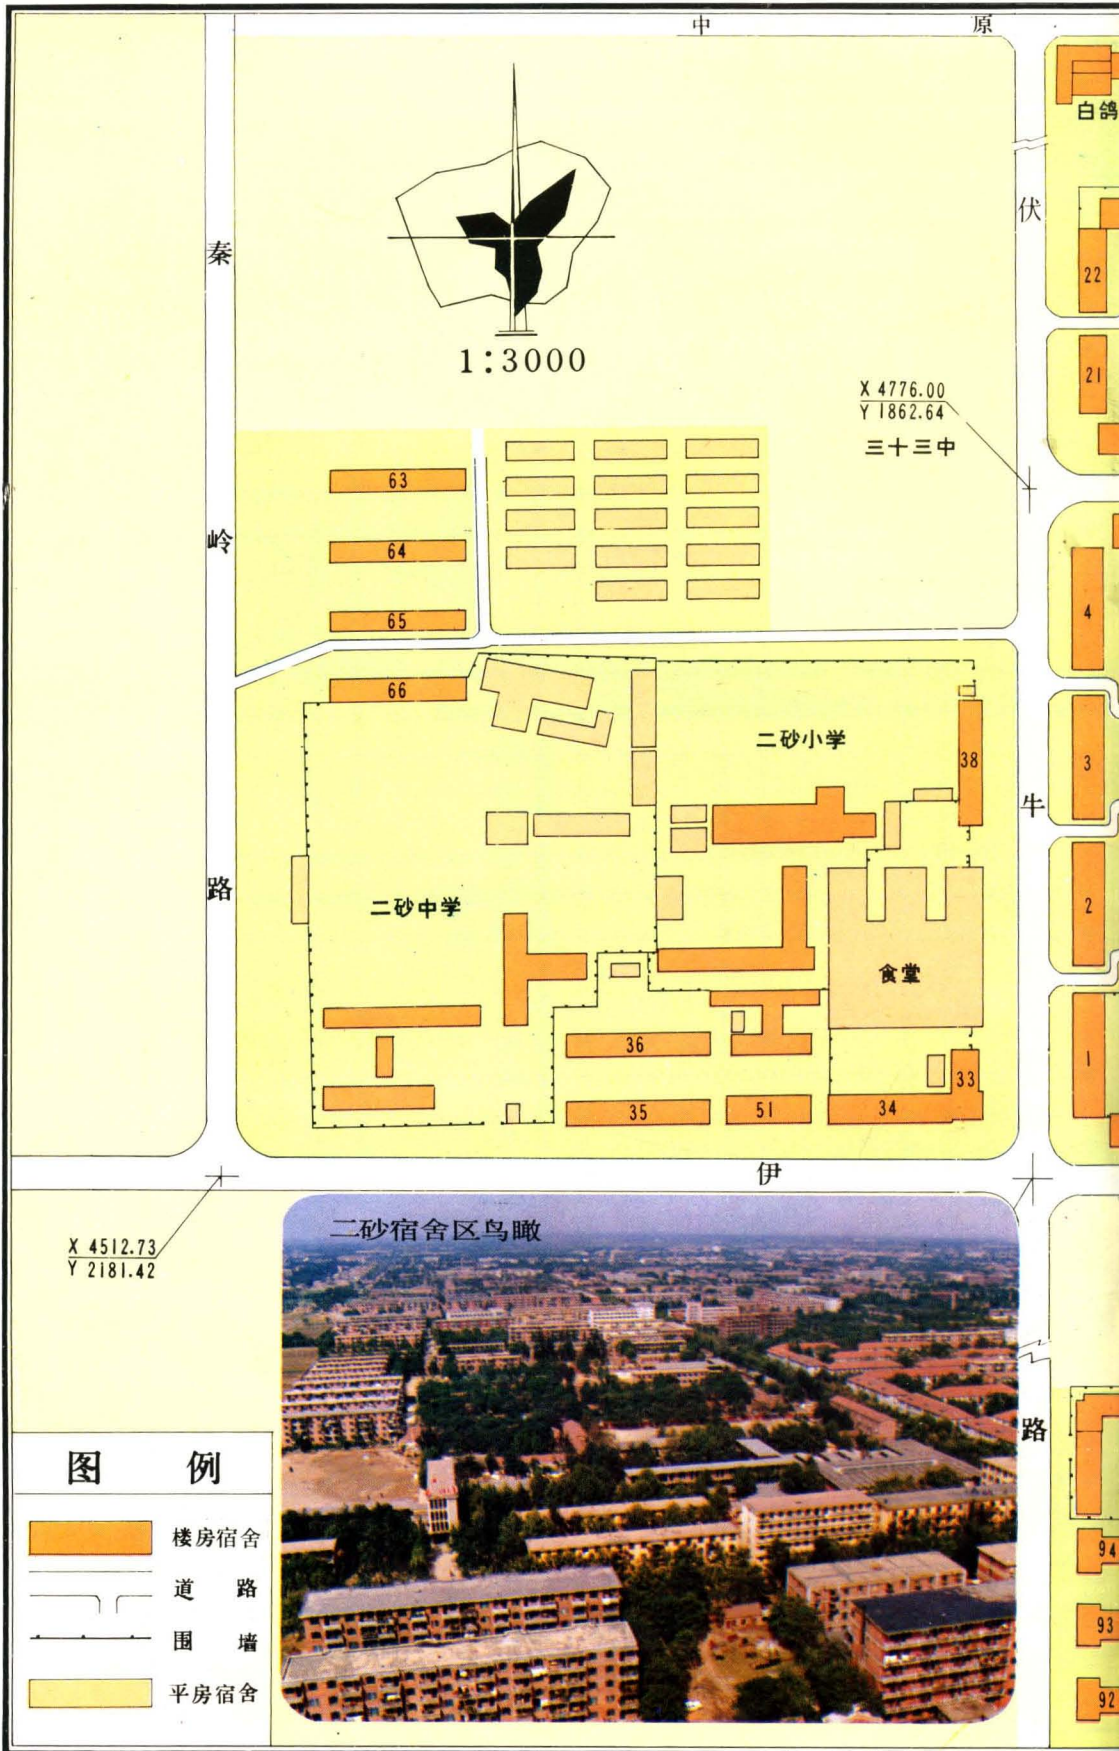 中 原
白鸽
秦
岭
路
伏
牛
路
1:3000
X 4776.00
Y 1862.64
三十三中
22
21
63
64
65
66
4
3
2
1
二砂小学
38
二砂中学
食堂
36
33
35
51
34
伊
X 4512.73
Y 2181.42
二砂宿舍区鸟瞰
图 例
楼房宿舍
道 路
围 墙
平房宿舍
94
93
92